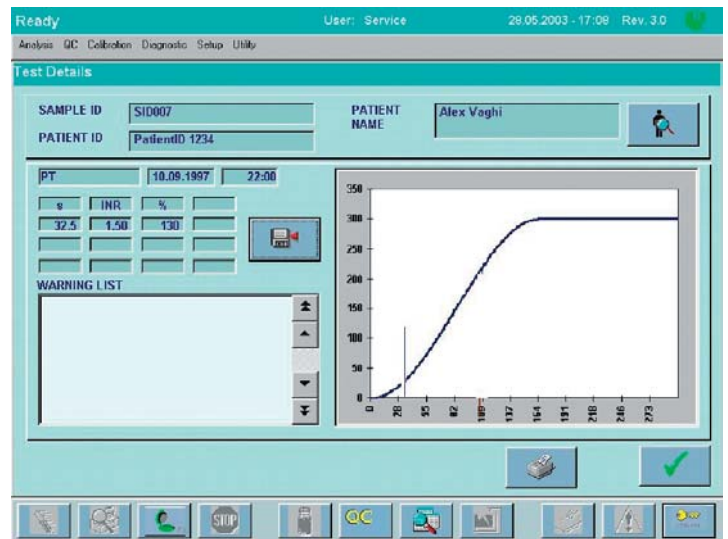 Ready User: Service 28.05.2003 - 17:08 Rev. 3.0
Analysis QC Calibration Diagnostic Setup Utility
Test Details
SAMPLE ID SID007 PATIENT NAME Alex Vaghi
PATIENT ID PatientID 1234
PT 10.09.1997 22:00
s INR %
32.5 1.50 130
WARNING LIST
350
300
250
200
150
100
50
0
0 28 55 82 109 137 164 191 218 246 273
STOP QC